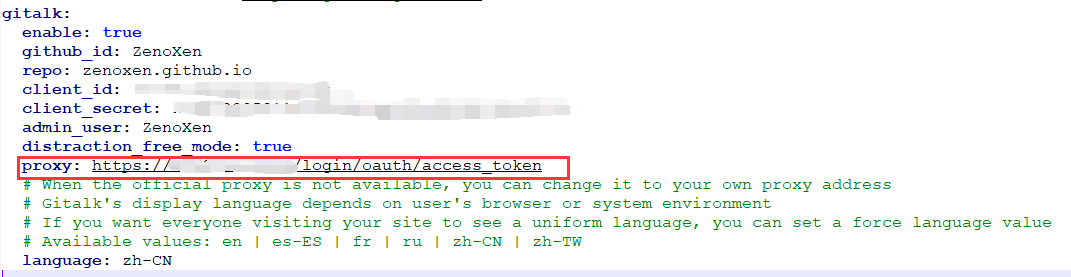 gitalk:
enable: true
github_id: ZenoXen
repo: zenoxen.github.io
client_id:
client_secret:
admin_user: ZenoXen
distraction_free_mode: true
proxy: https:///login/oauth/access_token
# When the official proxy is not available, you can change it to your own proxy address
# Gitalk's display language depends on user's browser or system environment
# If you want everyone visiting your site to see a uniform language, you can set a force language value
# Available values: en | es-ES | fr | ru | zh-CN | zh-TW
language: zh-CN